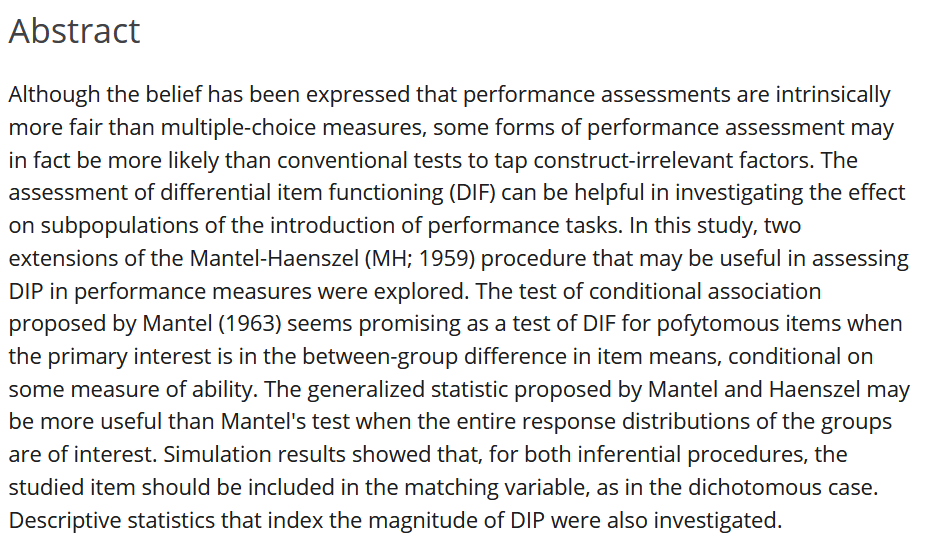 Abstract
Although the belief has been expressed that performance assessments are intrinsically
more fair than multiple-choice measures, some forms of performance assessment may
in fact be more likely than conventional tests to tap construct-irrelevant factors. The
assessment of differential item functioning (DIF) can be helpful in investigating the effect
on subpopulations of the introduction of performance tasks. In this study, two
extensions of the Mantel-Haenszel (MH; 1959) procedure that may be useful in assessing
DIP in performance measures were explored. The test of conditional association
proposed by Mantel (1963) seems promising as a test of DIF for pofytomous items when
the primary interest is in the between-group difference in item means, conditional on
some measure of ability. The generalized statistic proposed by Mantel and Haenszel may
be more useful than Mantel's test when the entire response distributions of the groups
are of interest. Simulation results showed that, for both inferential procedures, the
studied item should be included in the matching variable, as in the dichotomous case.
Descriptive statistics that index the magnitude of DIP were also investigated.